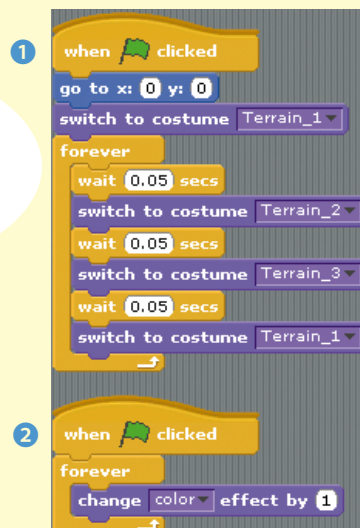 1
when clicked
go to x: 0 y: 0
switch to costume Terrain_1
forever
wait 0.05 secs
switch to costume Terrain_2
wait 0.05 secs
switch to costume Terrain_3
wait 0.05 secs
switch to costume Terrain_1
2
when clicked
forever
change color effect by 1